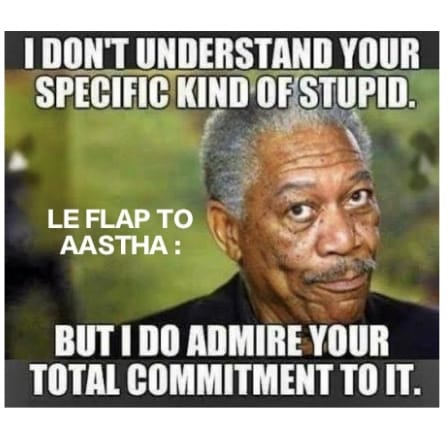 I DON'T UNDERSTAND YOUR
SPECIFIC KIND OF STUPID.
LE FLAP TO
AASTHA :
BUT I DO ADMIRE YOUR
TOTAL COMMITMENT TO IT.